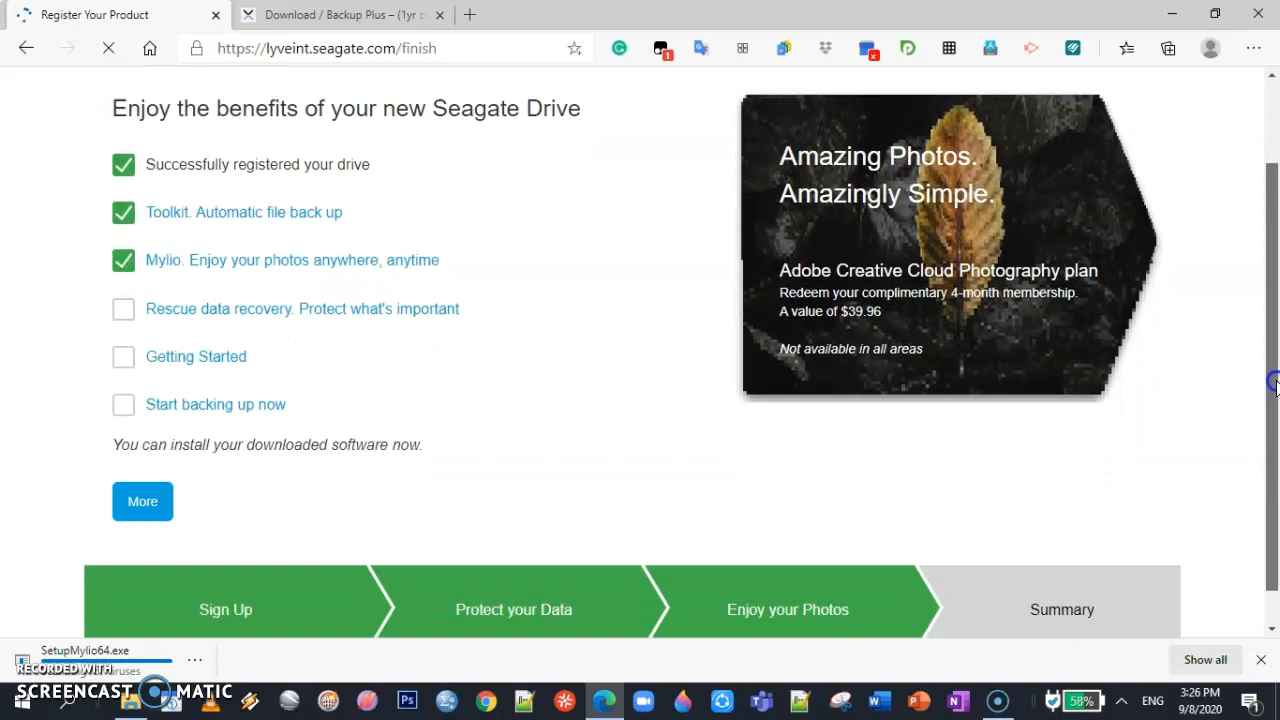 Register Your Product
Download / Backup Plus – (1yr
https://lyveint.seagate.com/finish
1
Enjoy the benefits of your new Seagate Drive
Successfully registered your drive
Toolkit. Automatic file back up
Mylio. Enjoy your photos anywhere, anytime
Rescue data recovery. Protect what's important
Getting Started
Start backing up now
You can install your downloaded software now.
More
Amazing Photos.
Amazingly Simple.
Adobe Creative Cloud Photography plan
Redeem your complimentary 4-month membership.
A value of $39.96
Not available in all areas
Sign Up
Protect your Data
Enjoy your Photos
Summary
SetupMylio64.exe
viruses
Show all
RECORDED WITH
SCREENCAST MATIC
Ps
58%
ENG
3:26 PM
9/8/2020
1